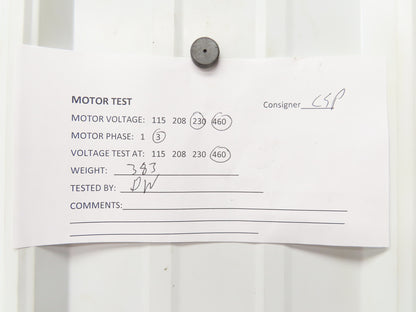 MOTOR TEST
Consigner CSP
MOTOR VOLTAGE: 115 208 230 460
MOTOR PHASE: 1 3
VOLTAGE TEST AT: 115 208 230 460
WEIGHT: 383
TESTED BY: DW
COMMENTS: